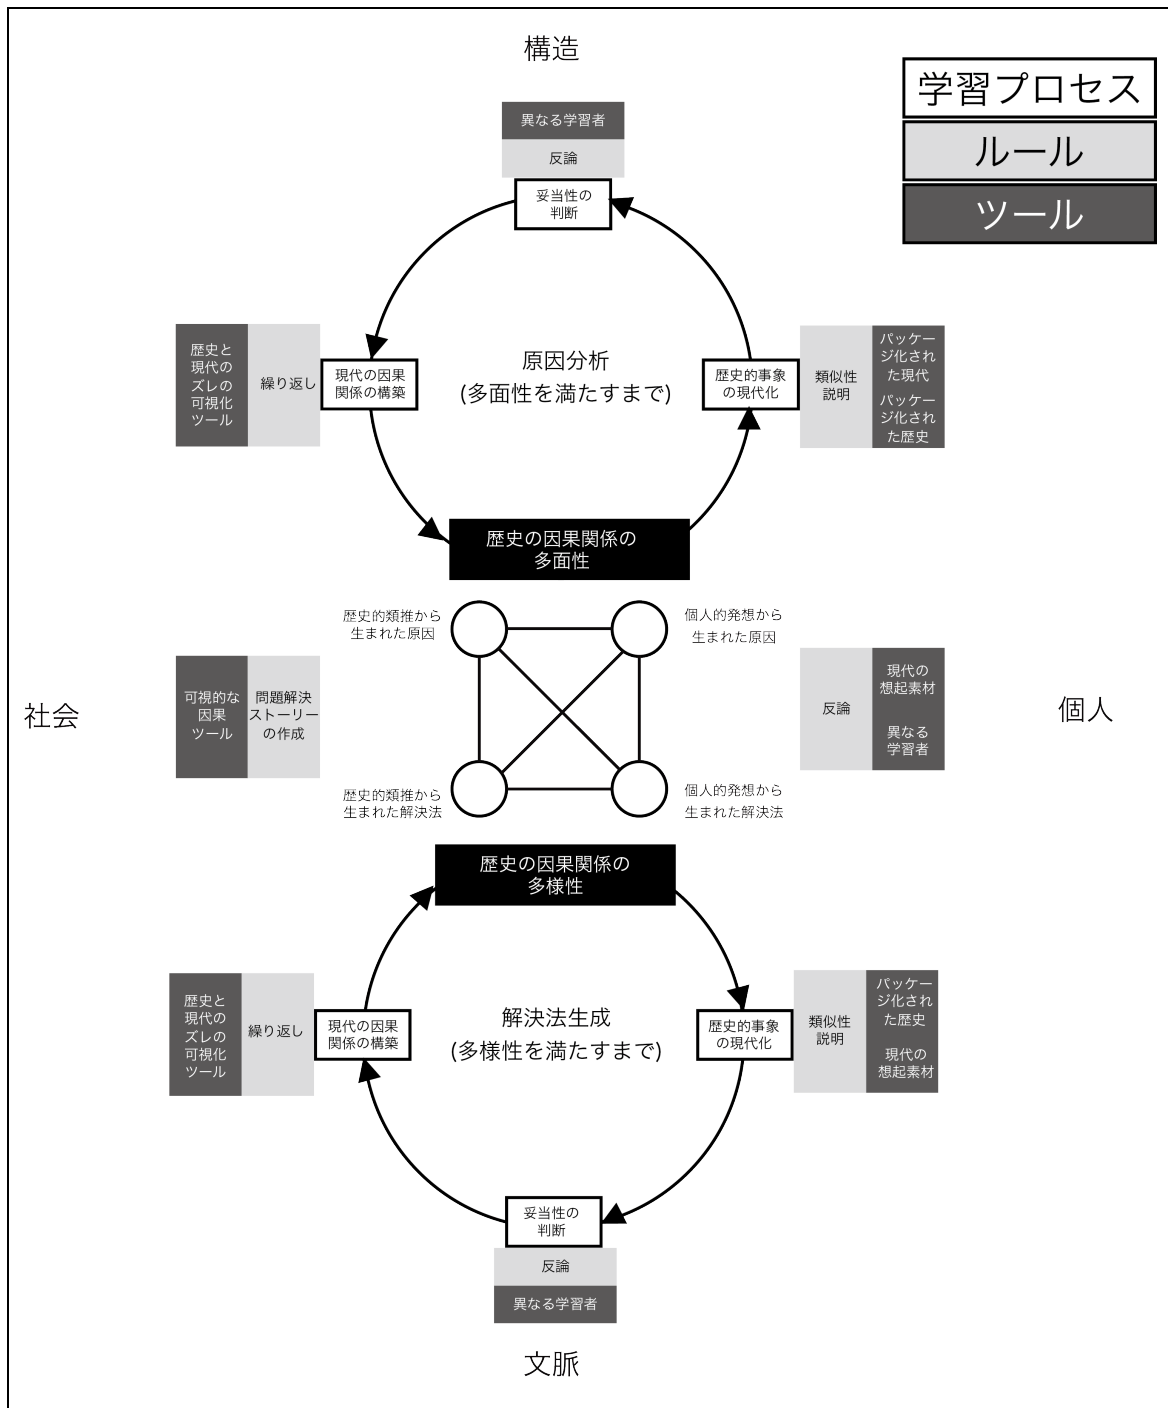 構造
学習プロセス
ルール
ツール
異なる学習者
反論
妥当性の
判断
歴史と
現代の
ズレの
可視化
ツール
繰り返し
現代の因果
関係の構築
原因分析
(多面性を満たすまで)
歴史的事象
の現代化
類似性
説明
パッケー
ジ化され
た現代
パッケー
ジ化され
た歴史
歴史の因果関係の
多面性
歴史的類推から
生まれた原因
個人的発想から
生まれた原因
社会
可視的な
因果
ツール
問題解決
ストーリー
の作成
反論
現代の
想起素材
異なる
学習者
個人
歴史的類推から
生まれた解決法
個人的発想から
生まれた解決法
歴史の因果関係の
多様性
歴史と
現代の
ズレの
可視化
ツール
繰り返し
現代の因果
関係の構築
解決法生成
(多様性を満たすまで)
歴史的事象
の現代化
類似性
説明
パッケー
ジ化され
た歴史
現代の
想起素材
妥当性の
判断
反論
異なる学習者
文脈